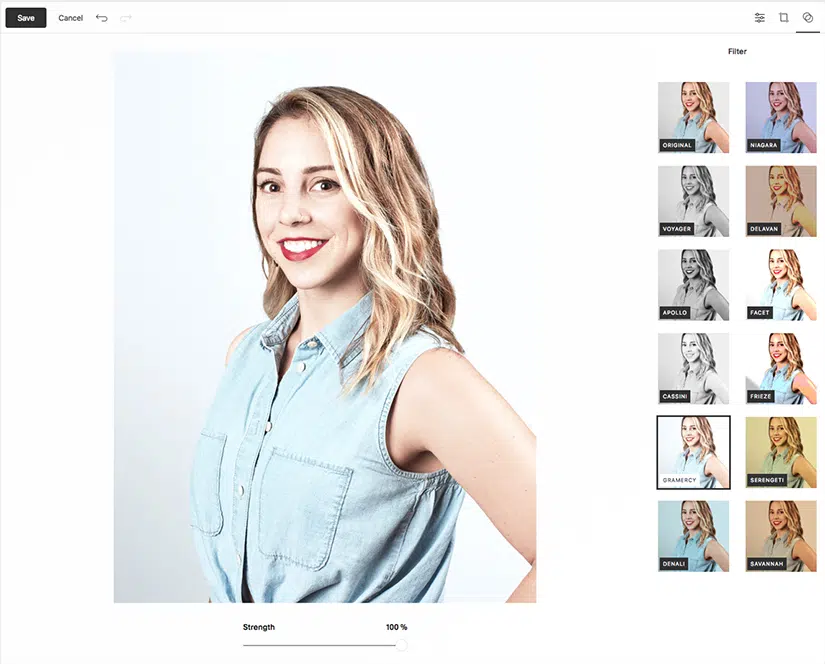 Save Cancel
Filter
ORIGINAL NIAGARA
VOYAGER DELAVAN
APOLLO FACET
CASSINI FRIEZE
GRAMERCY SERENGETI
DENALI SAVANNAH
Strength 100 %